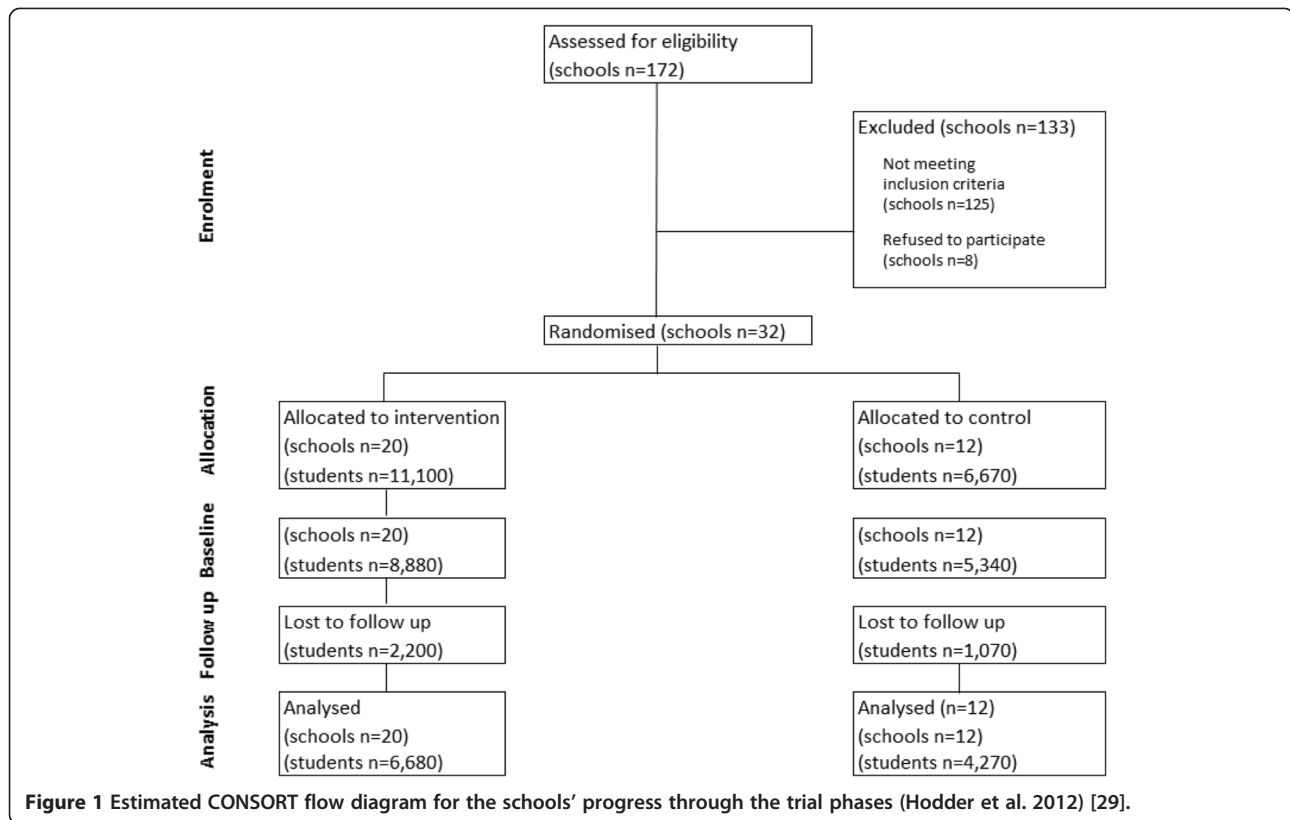 Assessed for eligibility
(schools n=172)
Excluded (schools n=133)
Not meeting
inclusion criteria
(schools n=125)
Refused to participate
(schools n=8)
Enrolment
Randomised (schools n=32)
Allocation
Allocated to intervention
(schools n=20)
(students n=11,100)
Allocated to control
(schools n=12)
(students n=6,670)
Baseline
(schools n=20)
(students n=8,880)
(schools n=12)
(students n=5,340)
Follow up
Lost to follow up
(students n=2,200)
Lost to follow up
(students n=1,070)
Analysis
Analysed
(schools n=20)
(students n=6,680)
Analysed (n=12)
(schools n=12)
(students n=4,270)
Figure 1 Estimated CONSORT flow diagram for the schools’ progress through the trial phases (Hodder et al. 2012) [29].